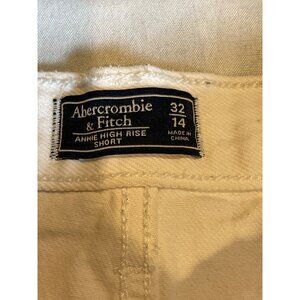 Abercrombie
& Fitch
ANNIE HIGH RISE
SHORT
32
14
MADE IN
CHINA